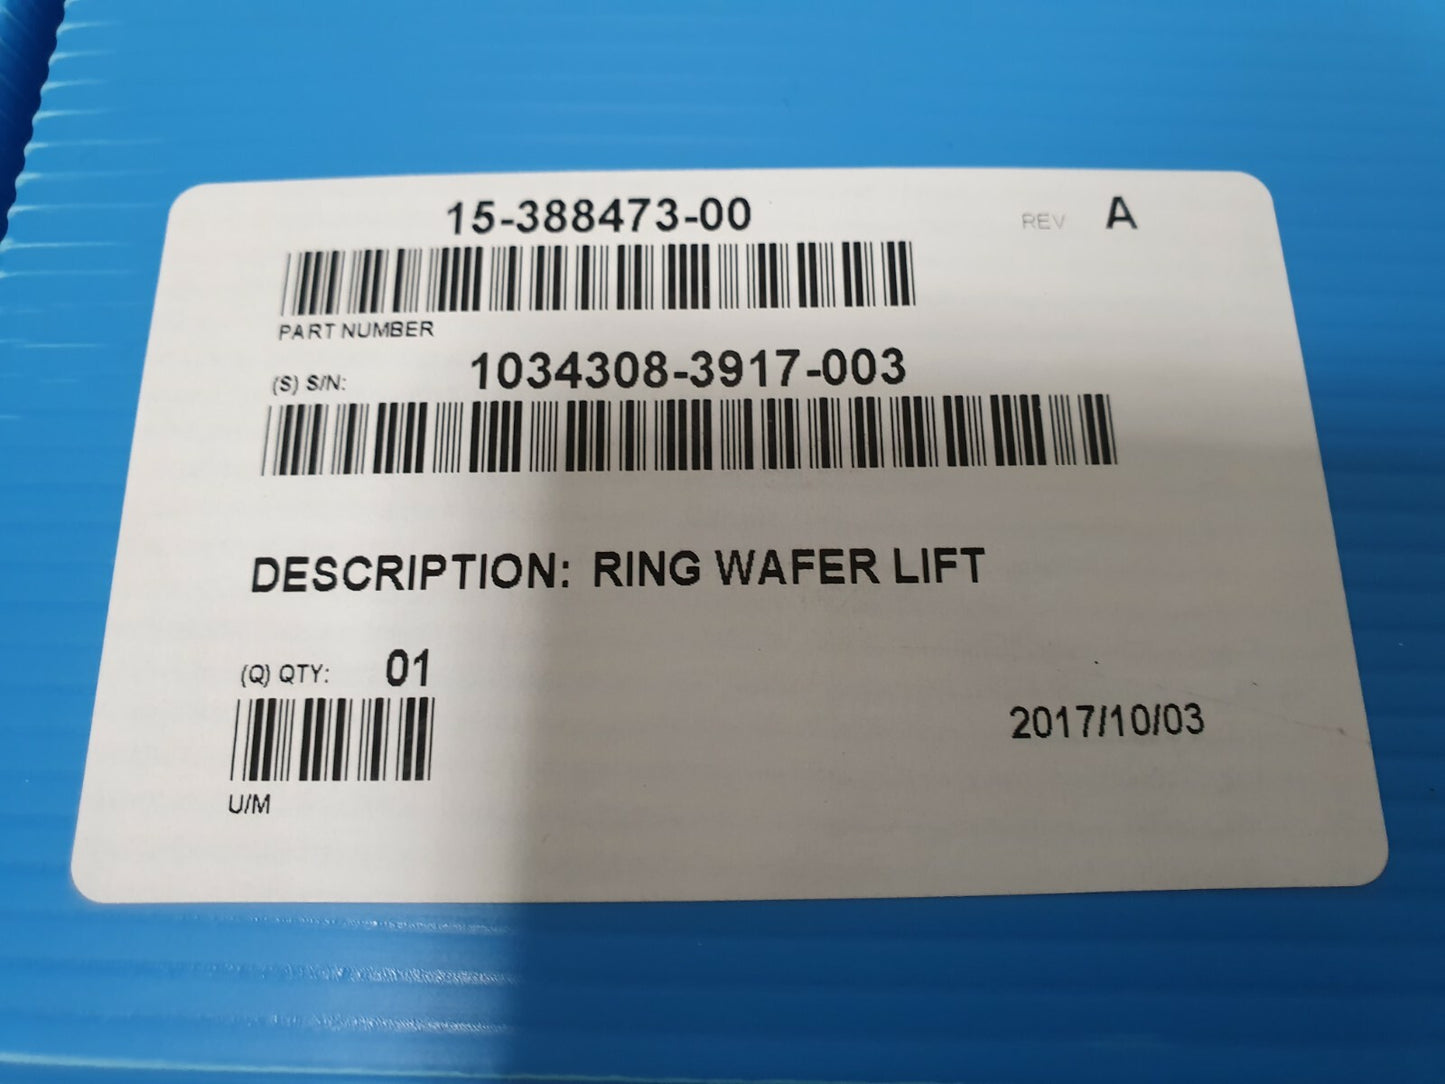 15-388473-00 REV A
PART NUMBER
(S) S/N: 1034308-3917-003
DESCRIPTION: RING WAFER LIFT
(Q) QTY: 01
2017/10/03
U/M